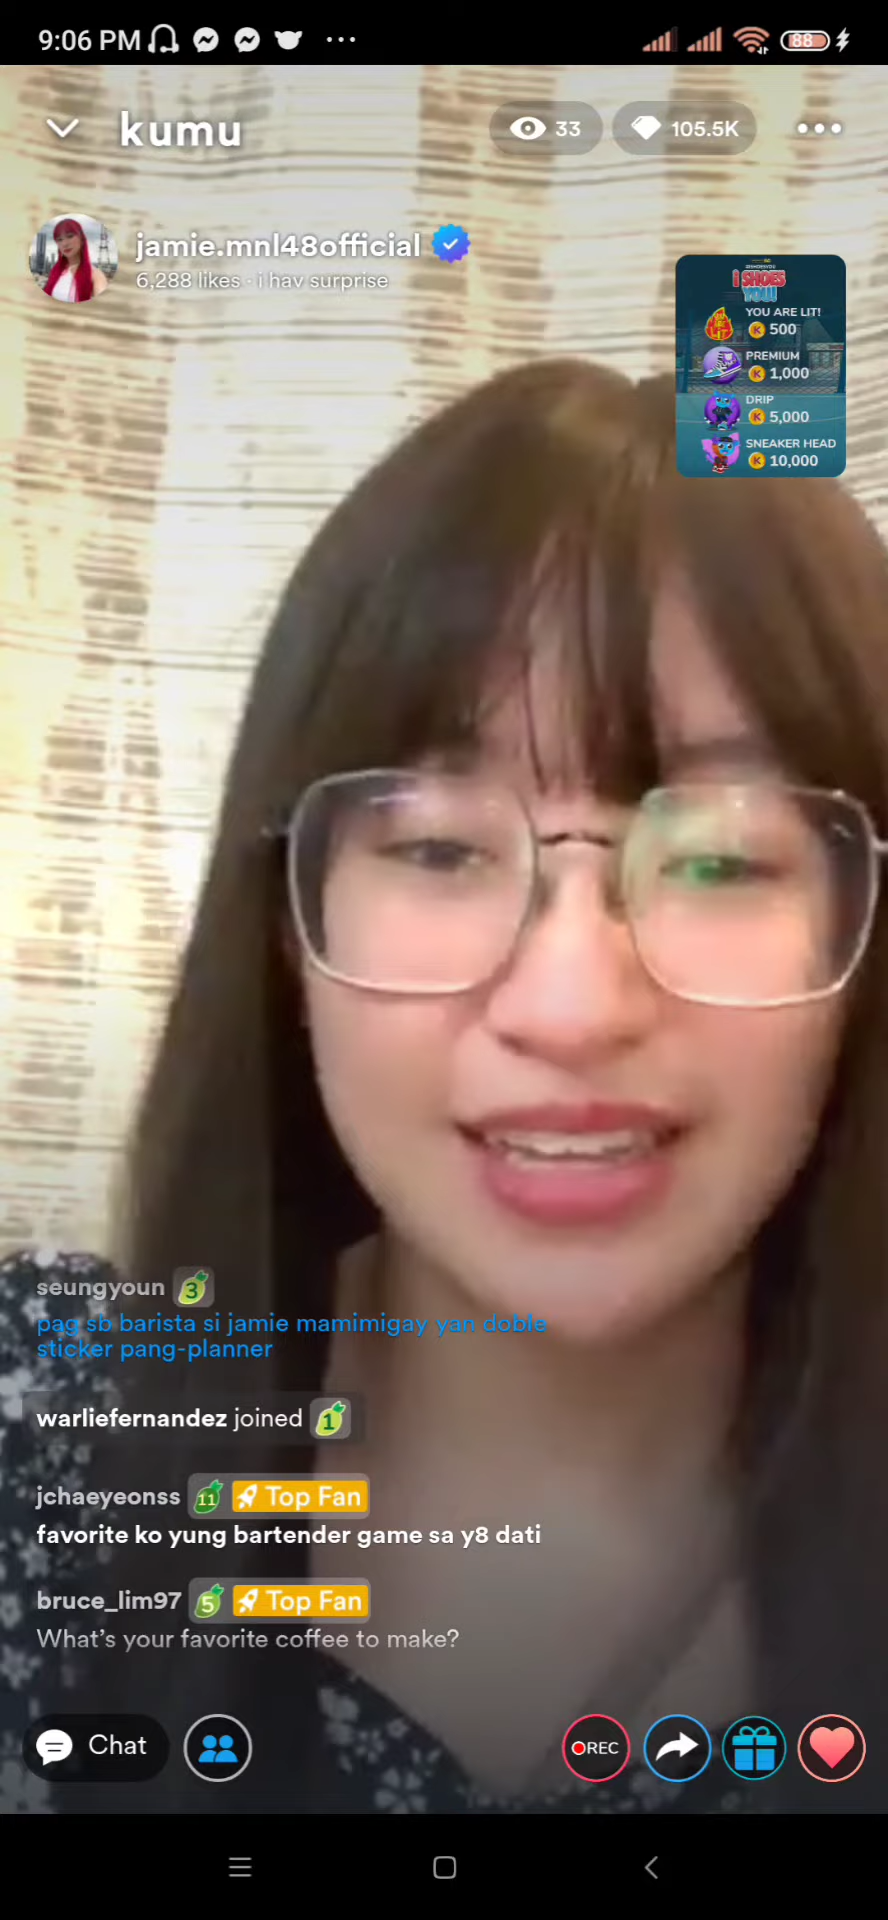 9:06 PM
88
kumu
33
105.5K
jamie.mnl48official
6,288 likes · i hav surprise
I SHOES
YOU!
YOU ARE LIT!
500
PREMIUM
1,000
DRIP
5,000
SNEAKER HEAD
10,000
seungyoun 3
pag sb barista si jamie mamimigay yan doble
sticker pang-planner
warliefernandez joined 1
jchaeyeonss 11 Top Fan
favorite ko yung bartender game sa y8 dati
bruce_lim97 5 Top Fan
What's your favorite coffee to make?
Chat
REC